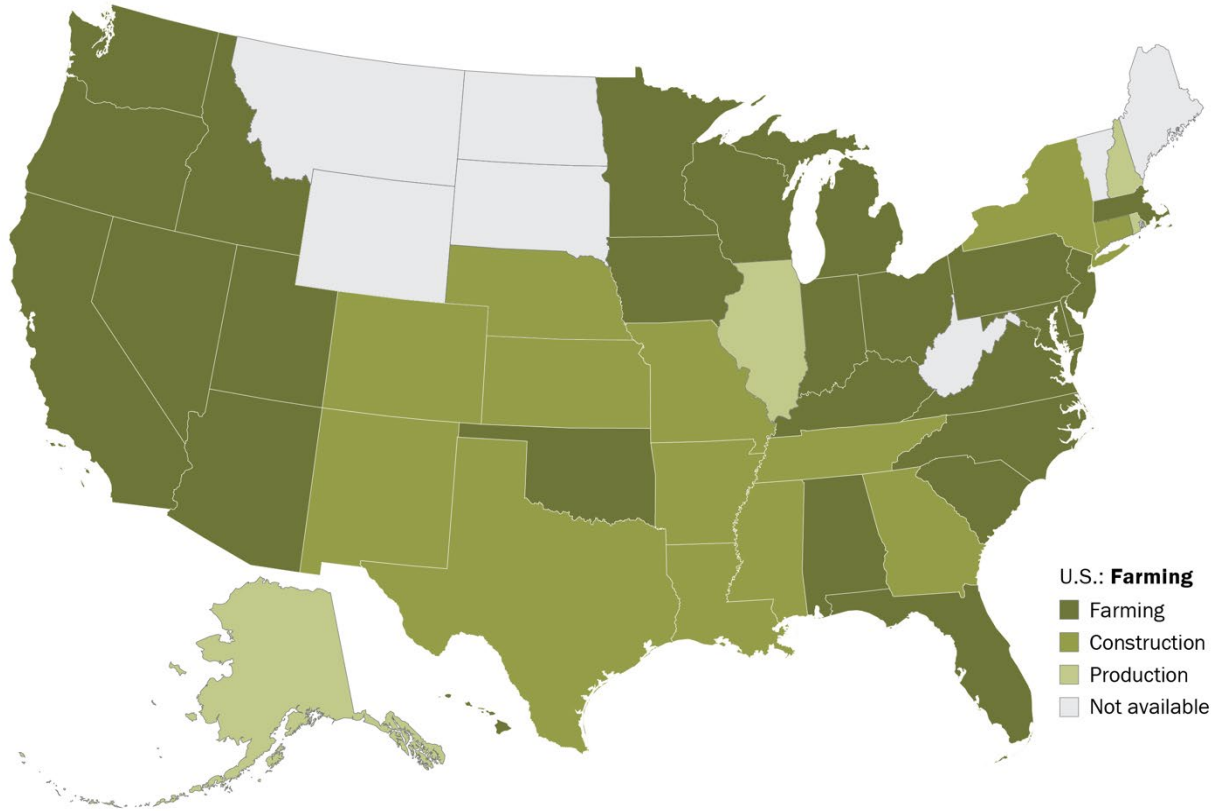 U.S.: Farming
Farming
Construction
Production
Not available